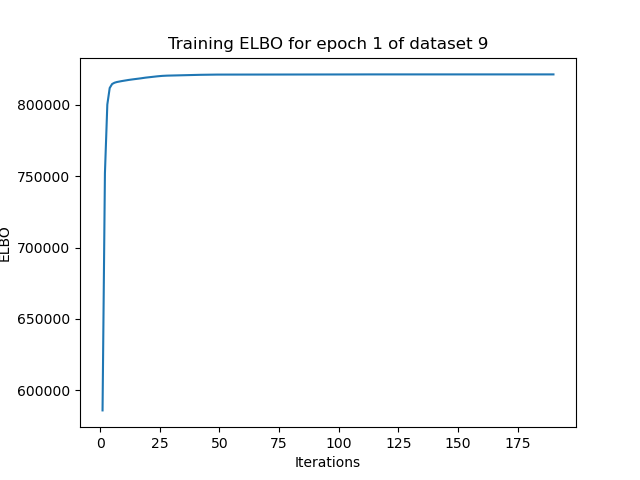 Training ELBO for epoch 1 of dataset 9
800000
750000
700000
650000
600000
ELBO
0 25 50 75 100 125 150 175
Iterations